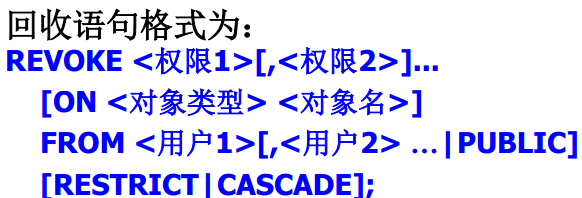 回收语句格式为：
REVOKE <权限1>[,<权限2>]...
[ON <对象类型> <对象名>]
FROM <用户1>[,<用户2> …|PUBLIC]
[RESTRICT|CASCADE];